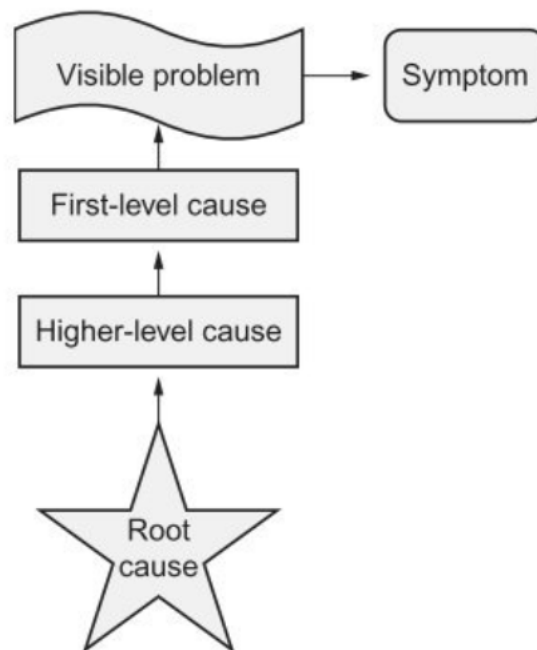 Visible problem
Symptom
First-level cause
Higher-level cause
Root
cause